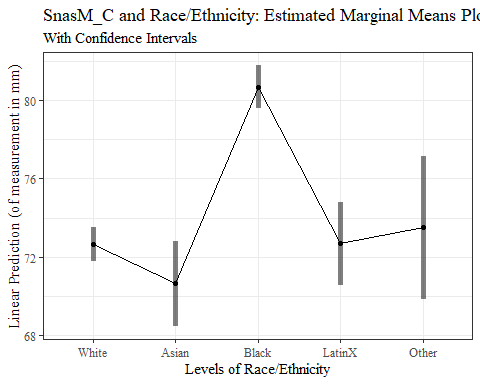 SnasM_C and Race/Ethnicity: Estimated Marginal Means Plo
With Confidence Intervals
Linear Prediction (of measurement in mm)
80
76
72
68
White Asian Black LatinX Other
Levels of Race/Ethnicity